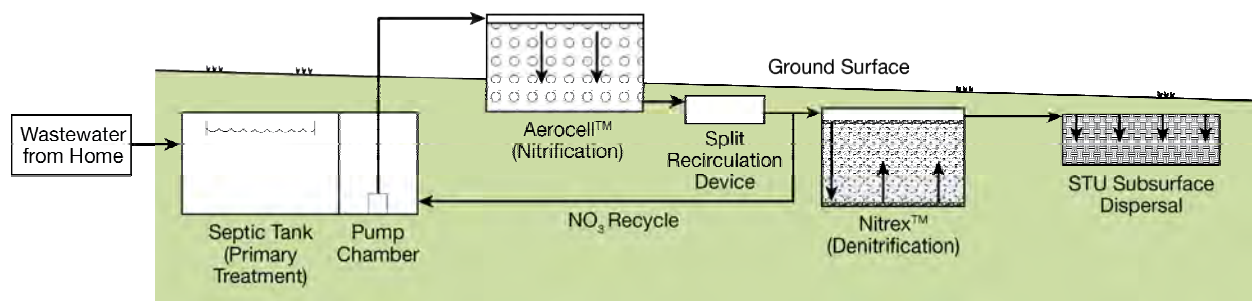 Wastewater
from Home
Septic Tank
(Primary
Treatment)
Pump
Chamber
Aerocell™
(Nitrification)
Split
Recirculation
Device
NO₃ Recycle
Ground Surface
Nitrex™
(Denitrification)
STU Subsurface
Dispersal